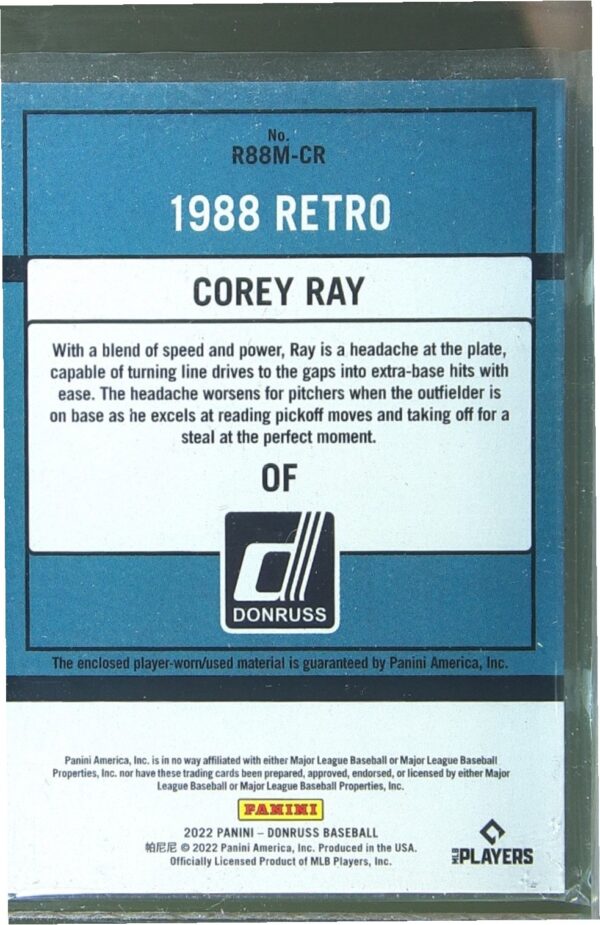 No.
R88M-CR
1988 RETRO
COREY RAY
With a blend of speed and power, Ray is a headache at the plate,
capable of turning line drives to the gaps into extra-base hits with
ease. The headache worsens for pitchers when the outfielder is
on base as he excels at reading pickoff moves and taking off for a
steal at the perfect moment.
OF
d
DONRUSS
The enclosed player-worn/used material is guaranteed by Panini America, Inc.
Panini America, Inc. is in no way affiliated with either Major League Baseball or Major League Baseball
Properties, Inc. nor have these trading cards been prepared, approved, endorsed, or licensed by either Major
League Baseball or Major League Baseball Properties, Inc.
PANINI
2022 PANINI – DONRUSS BASEBALL
帕尼尼 © 2022 Panini America, Inc. Produced in the USA.
Officially Licensed Product of MLB Players, Inc.
MLB PLAYERS